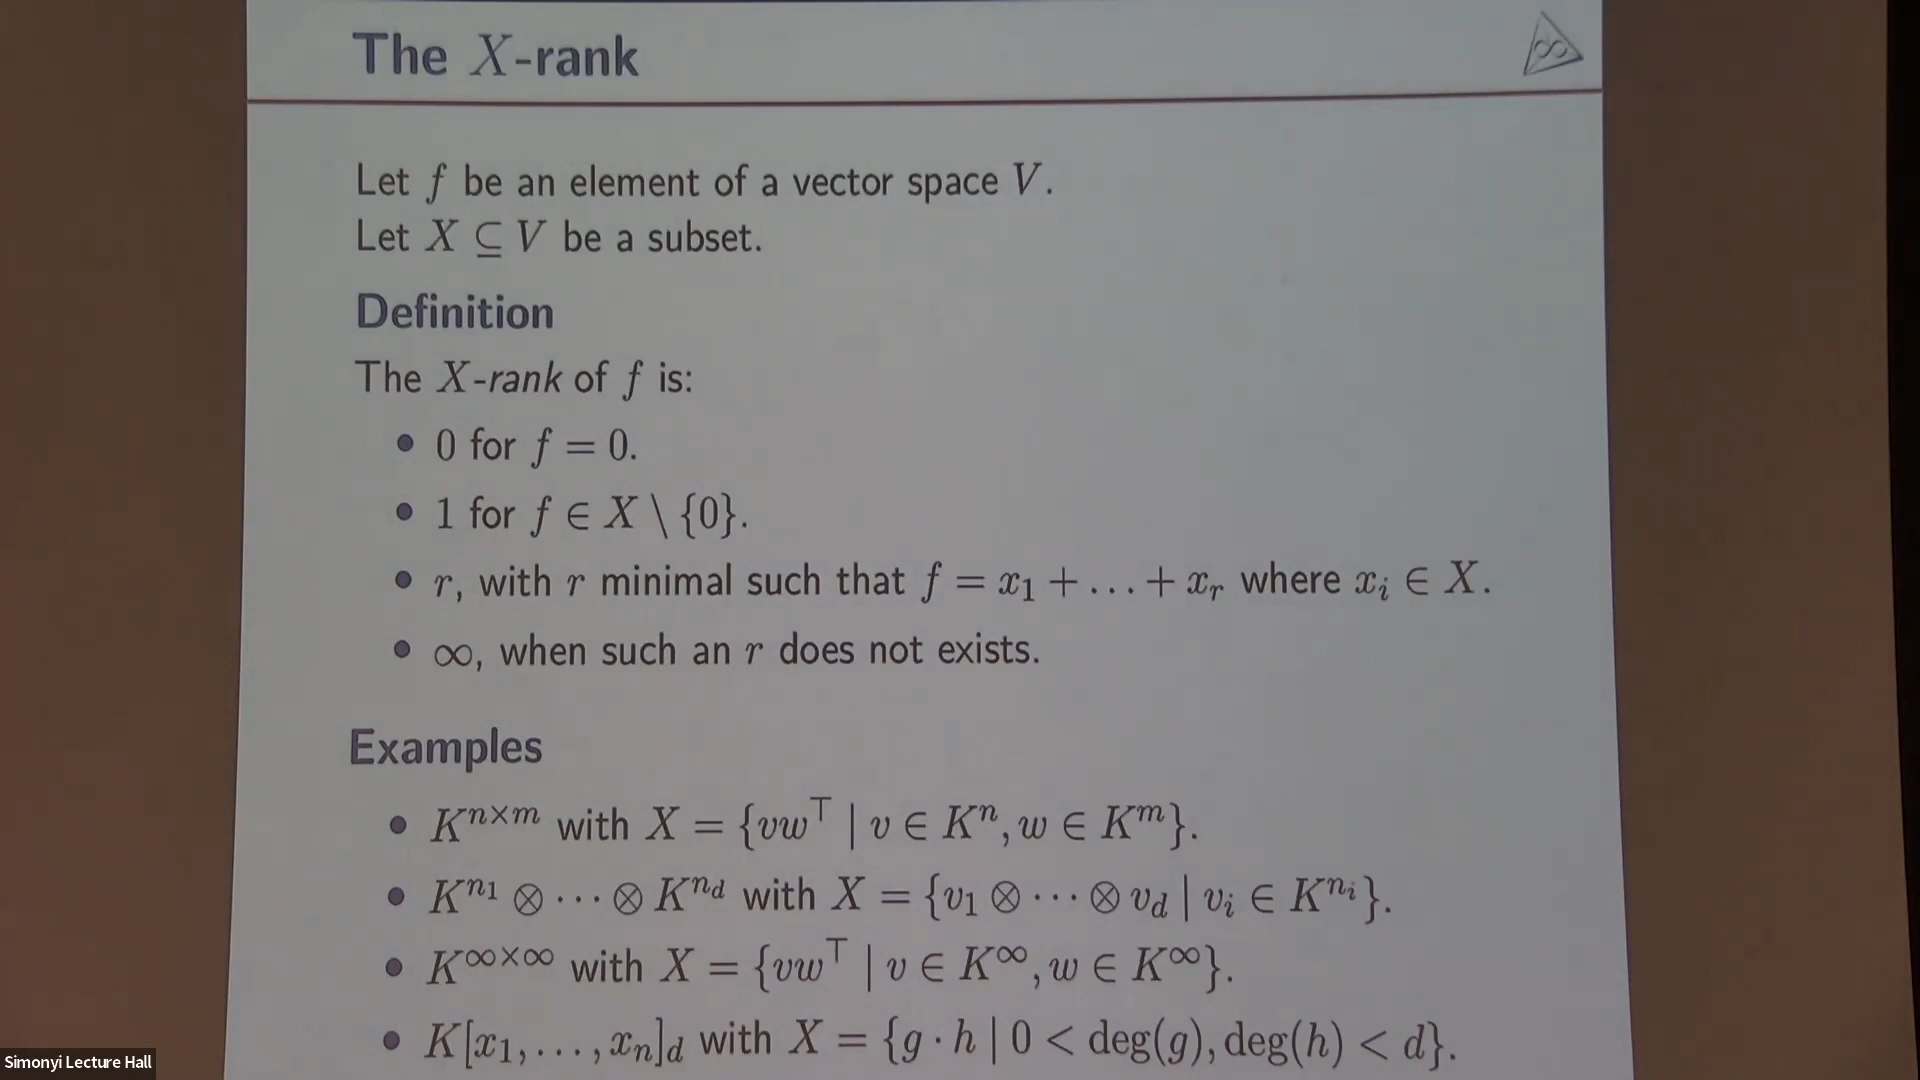 The X-rank
Let f be an element of a vector space V.
Let X ⊆ V be a subset.
Definition
The X-rank of f is:
• 0 for f = 0.
• 1 for f ∈ X \ {0}.
• r, with r minimal such that f = x₁ + … + xᵣ where xᵢ ∈ X.
• ∞, when such an r does not exists.
Examples
• Kⁿˣᵐ with X = {vw^⊤ | v ∈ Kⁿ, w ∈ Kᵐ}.
• K^{n₁} ⊗ ⋯ ⊗ K^{n_d} with X = {v₁ ⊗ ⋯ ⊗ v_d | vᵢ ∈ K^{nᵢ}}.
• K^{∞×∞} with X = {vw^⊤ | v ∈ K^∞, w ∈ K^∞}.
• K[x₁, …, xₙ]_d with X = {g · h | 0 < deg(g), deg(h) < d}.
Simonyi Lecture Hall